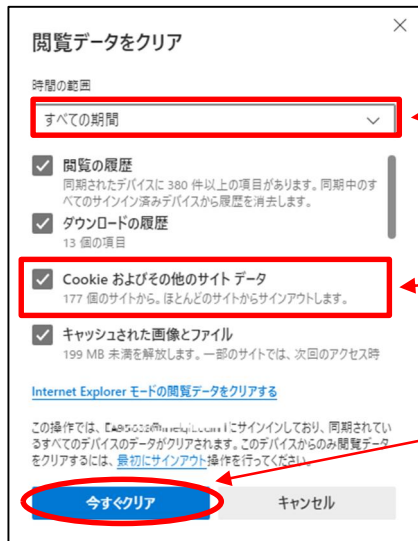 閲覧データをクリア
時間の範囲
すべての期間
閲覧の履歴
同期されたデバイスに 380 件以上の項目があります。同期中のす
べてのサインイン済みデバイスから履歴を消去します。
ダウンロードの履歴
13 個の項目
Cookie およびその他のサイト データ
177 個のサイトから。ほとんどのサイトからサインアウトします。
キャッシュされた画像とファイル
199 MB 未満を解放します。一部のサイトでは、次回のアクセス時
Internet Explorer モードの閲覧データをクリアする
この操作では、 にサインインしており、同期されてい
るすべてのデバイスのデータがクリアされます。このデバイスからのみ閲覧データ
をクリアするには、最初にサインアウト操作を行ってください。
今すぐクリア
キャンセル